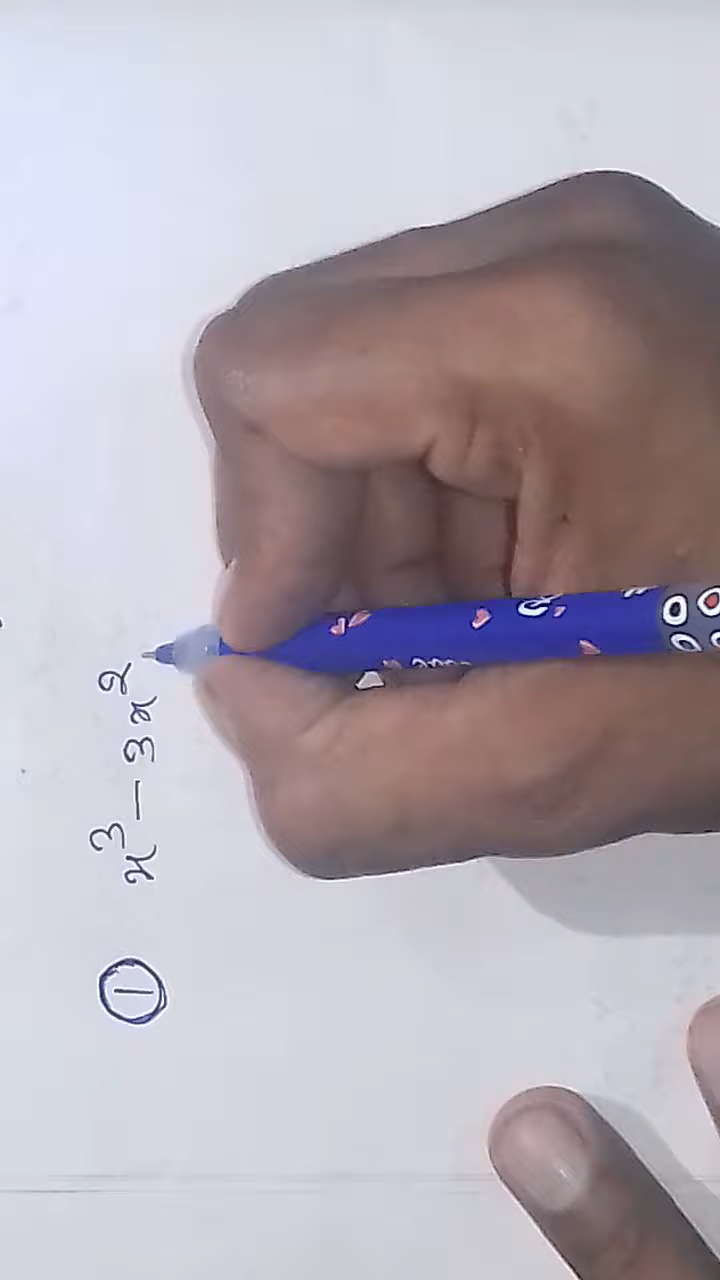 ① x³ – 3x²